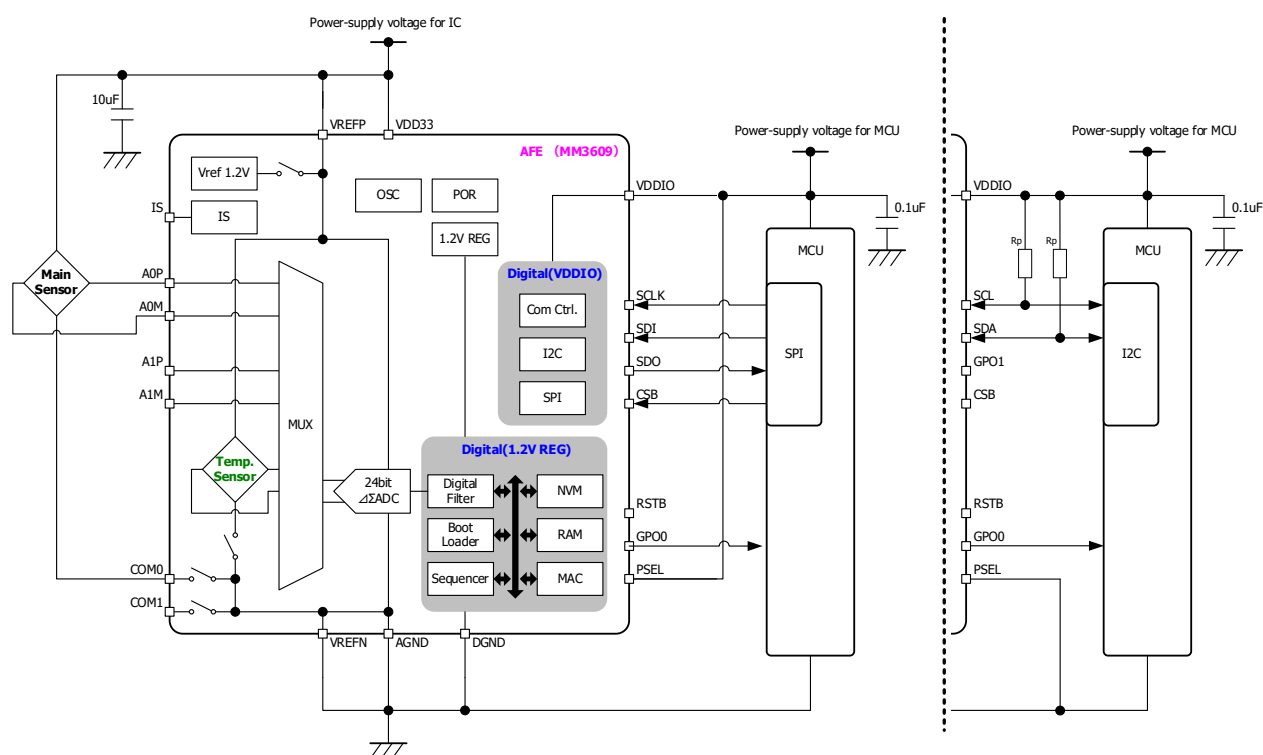 Power-supply voltage for IC
10uF
VREFP
VDD33
Power-supply voltage for MCU
Power-supply voltage for MCU
AFE （MM3609）
Vref 1.2V
OSC
POR
VDDIO
VDDIO
IS
IS
0.1uF
Rp
Rp
0.1uF
1.2V REG
MCU
MCU
Main
Sensor
A0P
Digital(VDDIO)
A0M
Com Ctrl.
SCLK
SCL
SDI
SDA
I2C
SPI
I2C
A1P
SDO
GPO1
A1M
SPI
CSB
CSB
MUX
Digital(1.2V REG)
Temp.
Sensor
24bit
⊿ΣADC
Digital
Filter
NVM
RSTB
RSTB
Boot
Loader
RAM
GPO0
GPO0
COM0
Sequencer
MAC
PSEL
PSEL
COM1
VREFN
AGND
DGND